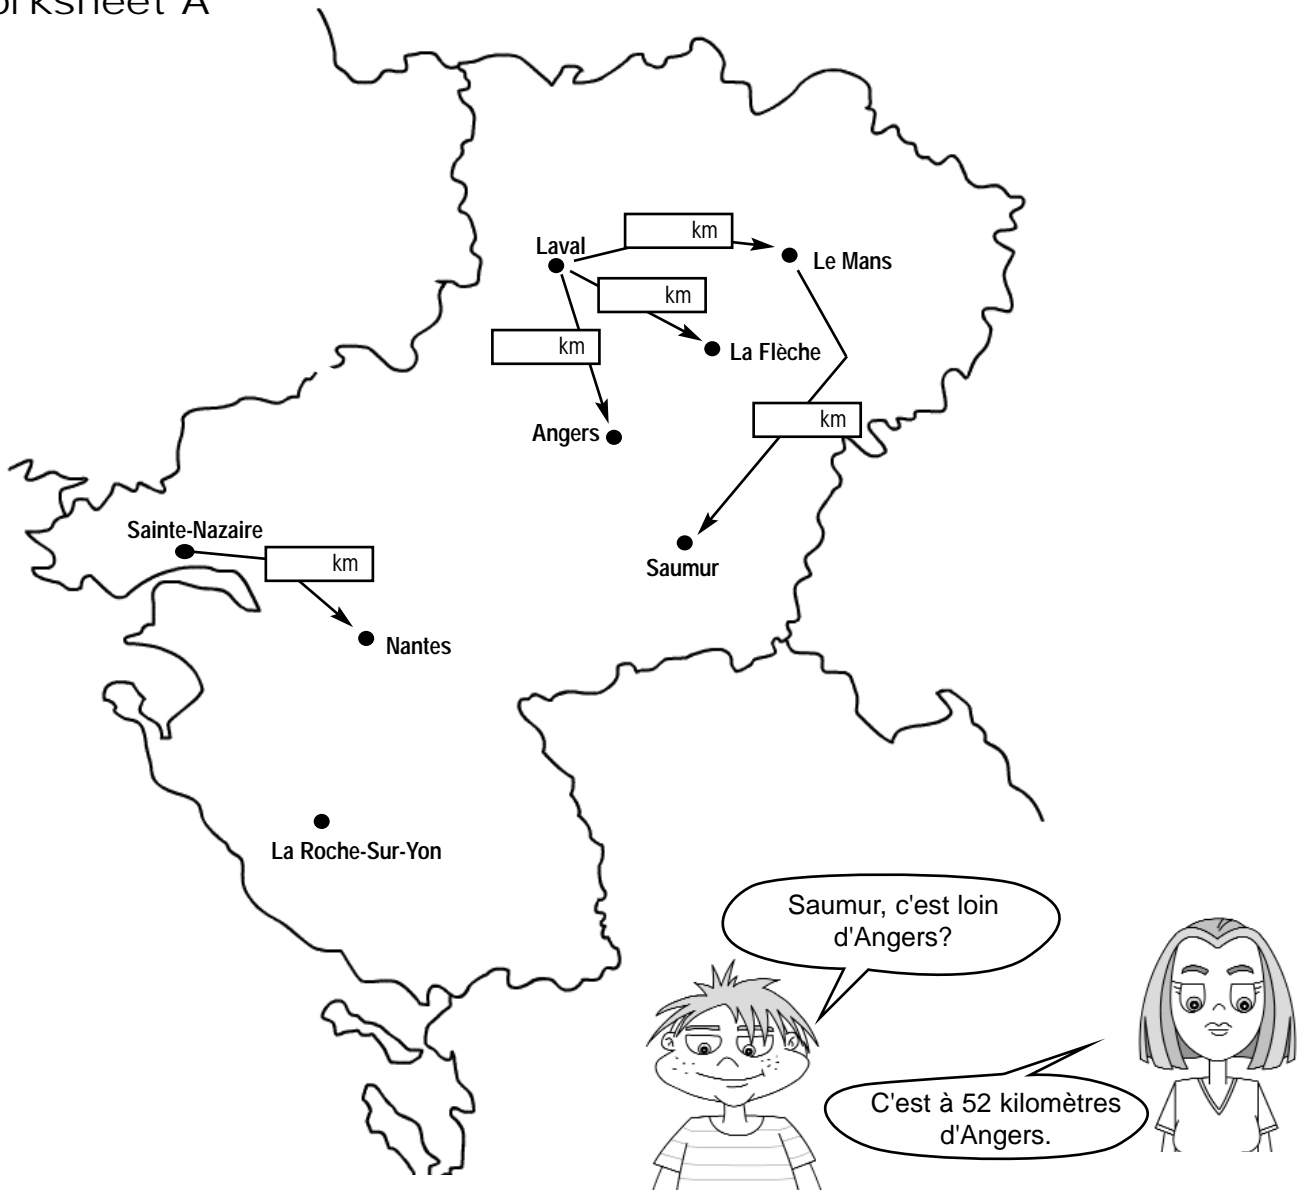 orksheet A
km
Laval
Le Mans
km
km
La Flèche
km
Angers
Sainte-Nazaire
km
Saumur
Nantes
La Roche-Sur-Yon
Saumur, c'est loin
d'Angers?
C'est à 52 kilomètres
d'Angers.